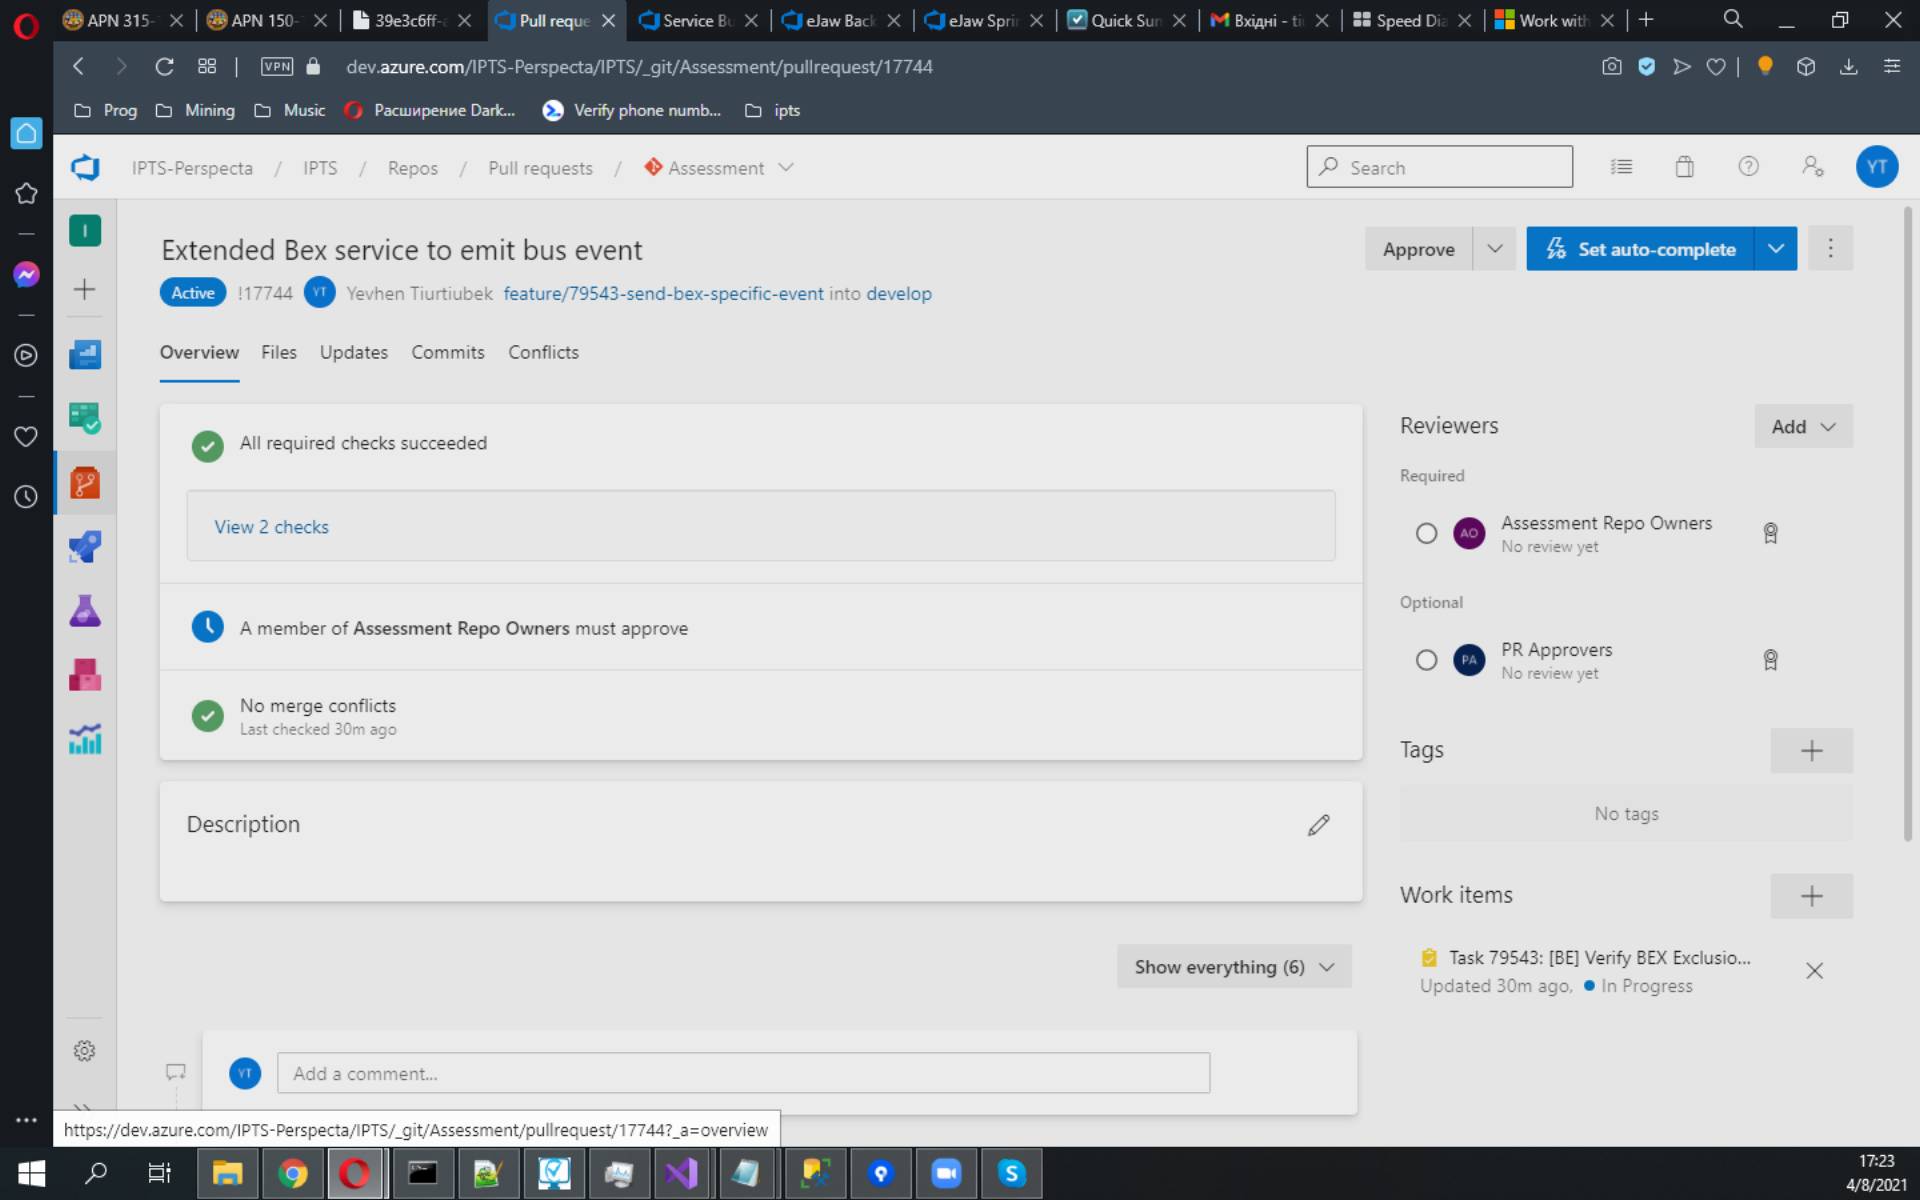 APN 315-
APN 150-
39e3c6ff-a
Pull reque
Service Bu
eJaw Back
eJaw Sprin
Quick Sum
Вхідні - ti
Speed Dia
Work with
VPN
dev.azure.com/IPTS-Perspecta/IPTS/_git/Assessment/pullrequest/17744
Prog
Mining
Music
Расширение Dark...
Verify phone numb...
ipts
IPTS-Perspecta / IPTS / Repos / Pull requests / Assessment
Search
YT
I
Extended Bex service to emit bus event
Approve
Set auto-complete
Active !17744 YT Yevhen Tiurtiubek feature/79543-send-bex-specific-event into develop
Overview Files Updates Commits Conflicts
All required checks succeeded
View 2 checks
A member of Assessment Repo Owners must approve
No merge conflicts
Last checked 30m ago
Description
Show everything (6)
YT
Add a comment...
Reviewers
Add
Required
AO
Assessment Repo Owners
No review yet
Optional
PA
PR Approvers
No review yet
Tags
No tags
Work items
Task 79543: [BE] Verify BEX Exclusio...
Updated 30m ago, In Progress
https://dev.azure.com/IPTS-Perspecta/IPTS/_git/Assessment/pullrequest/17744?_a=overview
17:23
4/8/2021